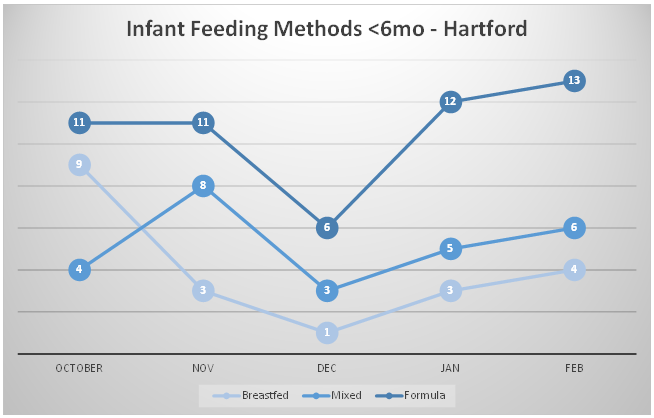 Infant Feeding Methods <6mo - Hartford
11 11 6 12 13
9 3 1 3 4
4 8 3 5 6
OCTOBER NOV DEC JAN FEB
Breastfed Mixed Formula